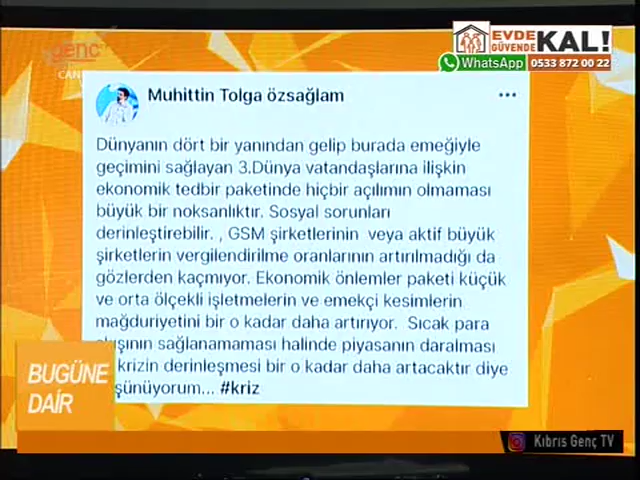 genç
CANLI
EVDE
GÜVENDE
KAL!
WhatsApp
0533 872 00 22
Muhittin Tolga özsağlam
Dünyanın dört bir yanından gelip burada emeğiyle
geçimini sağlayan 3.Dünya vatandaşlarına ilişkin
ekonomik tedbir paketinde hiçbir açılımın olmaması
büyük bir noksanlıktır. Sosyal sorunları
derinleştirebilir. , GSM şirketlerinin veya aktif büyük
şirketlerin vergilendirilme oranlarının artırılmadığı da
gözlerden kaçmıyor. Ekonomik önlemler paketi küçük
ve orta ölçekli işletmelerin ve emekçi kesimlerin
mağduriyetini bir o kadar daha artırıyor. Sıcak para
sağlanamaması halinde piyasanın daralması
krizin derinleşmesi bir o kadar daha artacaktır diye
şünüyorum... #kriz
BUGÜNE
DAİR
Kıbrıs Genç TV